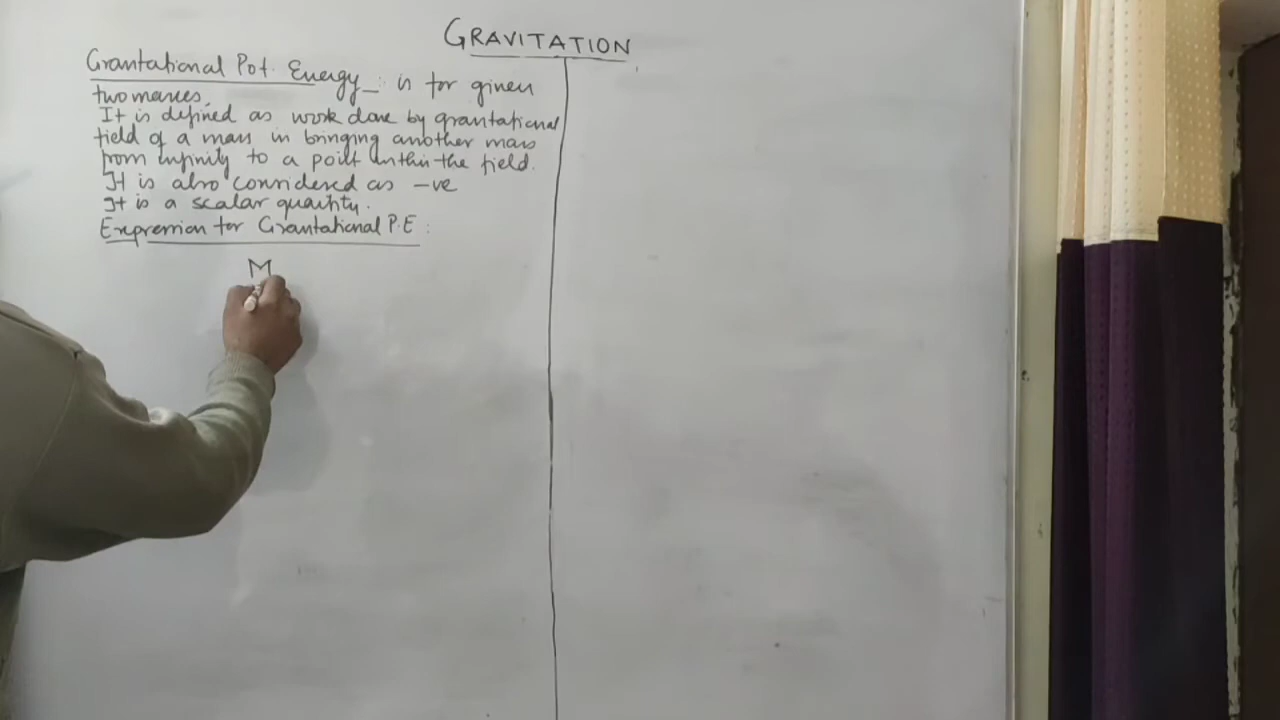 GRAVITATION
Gravitational Pot. Energy_: is for given
two masses.
It is defined as work done by gravitational
field of a mass in bringing another mass
from infinity to a point within the field.
It is also considered as -ve
It is a scalar quantity.
Expression for Gravitational P.E :
M